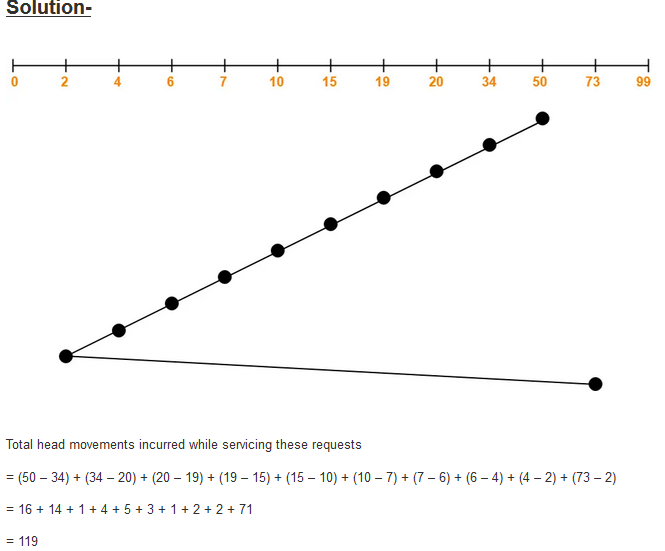 Solution-
0 2 4 6 7 10 15 19 20 34 50 73 99
Total head movements incurred while servicing these requests
= (50 – 34) + (34 – 20) + (20 – 19) + (19 – 15) + (15 – 10) + (10 – 7) + (7 – 6) + (6 – 4) + (4 – 2) + (73 – 2)
= 16 + 14 + 1 + 4 + 5 + 3 + 1 + 2 + 2 + 71
= 119